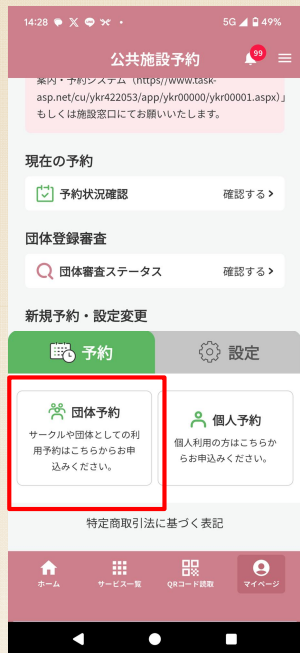 14:28
5G 49%
公共施設予約
99
案内・予約システム（https//www.task-
asp.net/cu/ykr422053/app/ykr00000/ykr00001.aspx）」
もしくは施設窓口にてお願いいたします。
現在の予約
予約状況確認
確認する
団体登録審査
団体審査ステータス
確認する
新規予約・設定変更
予約
設定
団体予約
サークルや団体としての利
用予約はこちらからお申
込みください。
個人予約
個人利用の方はこちらか
らお申込みください。
特定商取引法に基づく表記
ホーム
サービス一覧
QRコード読取
マイページ